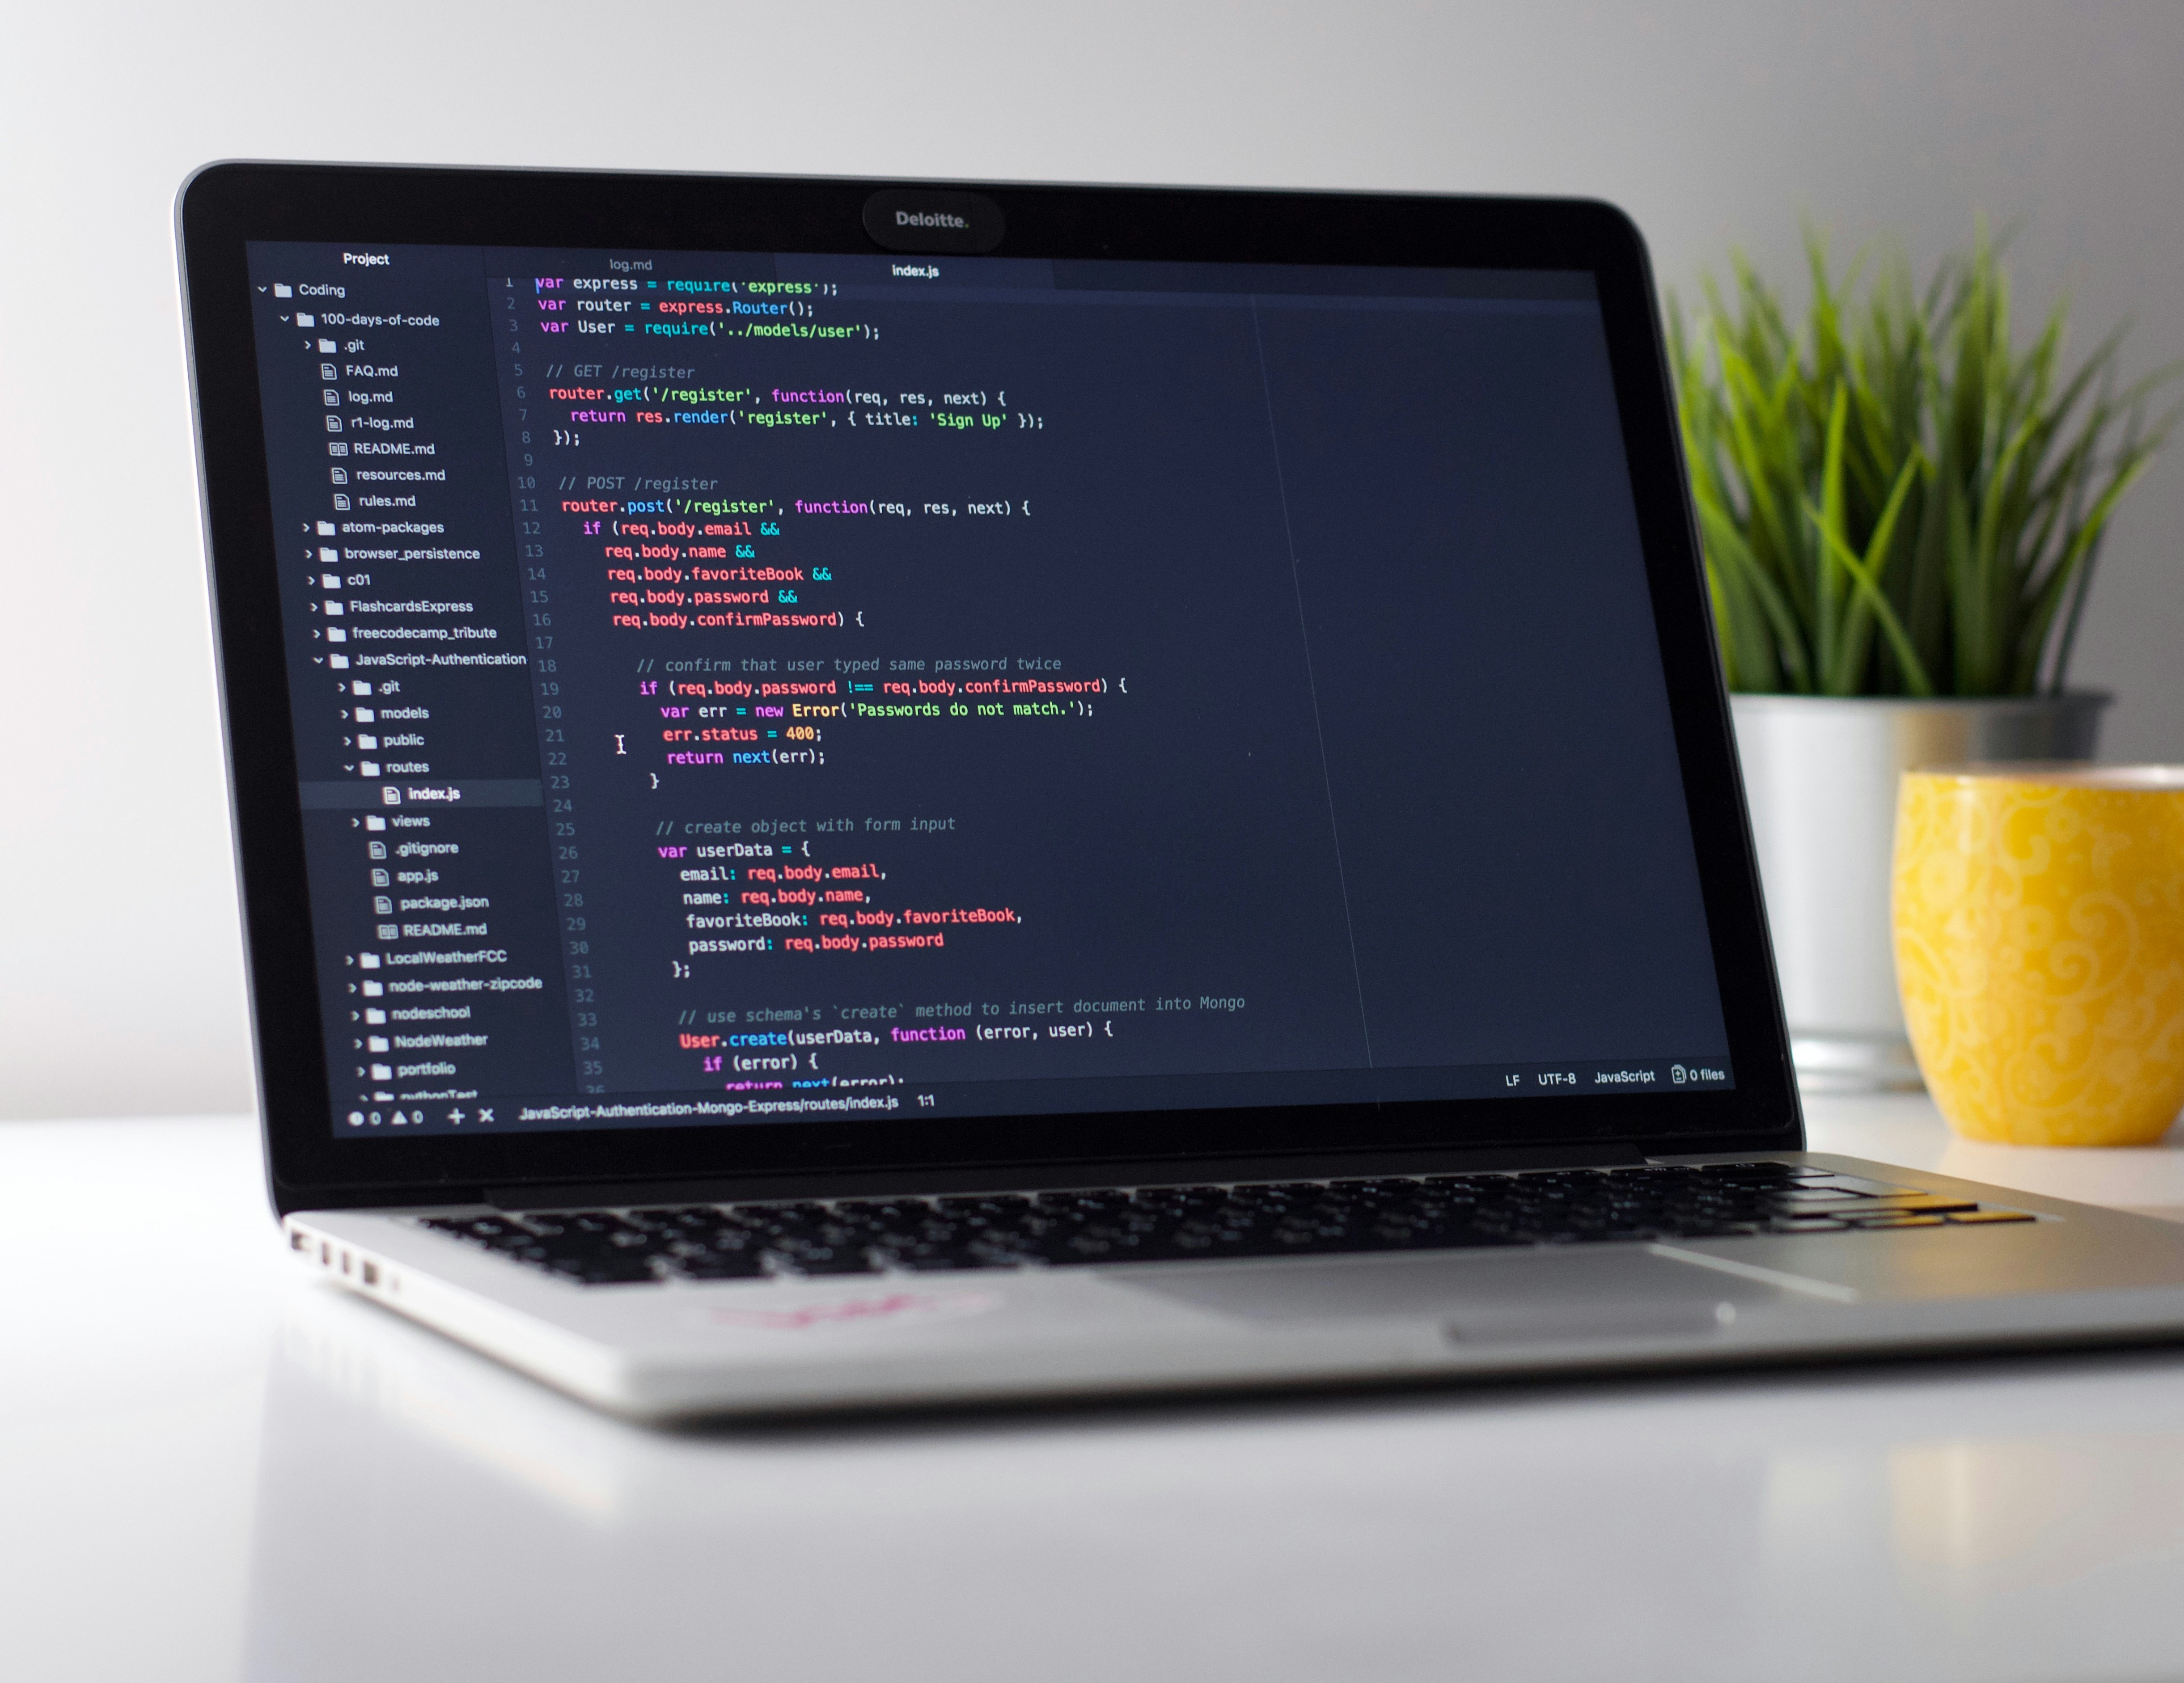 Deloitte.
Project
Coding
100-days-of-code
.git
FAQ.md
log.md
r1-log.md
README.md
resources.md
rules.md
atom-packages
browser_persistence
c01
FlashcardsExpress
freecodecamp_tribute
JavaScript-Authentication
.git
models
public
routes
index.js
views
.gitignore
app.js
package.json
README.md
LocalWeatherFCC
node-weather-zipcode
nodeschool
NodeWeather
portfolio
pythonTest
log.md
index.js
1 var express = require('express');
2 var router = express.Router();
3 var User = require('../models/user');
4
5 // GET /register
6 router.get('/register', function(req, res, next) {
7 return res.render('register', { title: 'Sign Up' });
8 });
9
10 // POST /register
11 router.post('/register', function(req, res, next) {
12 if (req.body.email &&
13 req.body.name &&
14 req.body.favoriteBook &&
15 req.body.password &&
16 req.body.confirmPassword) {
17
18 // confirm that user typed same password twice
19 if (req.body.password !== req.body.confirmPassword) {
20 var err = new Error('Passwords do not match.');
21 err.status = 400;
22 return next(err);
23 }
24
25 // create object with form input
26 var userData = {
27 email: req.body.email,
28 name: req.body.name,
29 favoriteBook: req.body.favoriteBook,
30 password: req.body.password
31 };
32
33 // use schema's `create` method to insert document into Mongo
34 User.create(userData, function (error, user) {
35 if (error) {
36 return next(error);
0 0 JavaScript-Authentication-Mongo-Express/routes/index.js 1:1 LF UTF-8 JavaScript 0 files